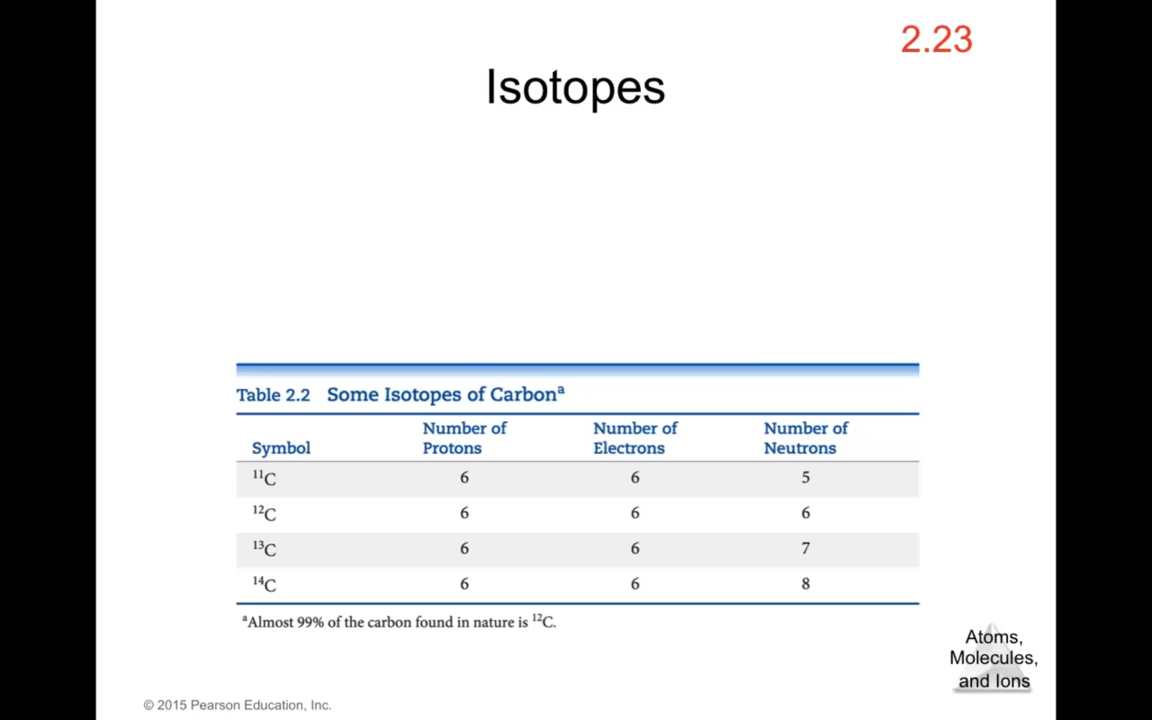 2.23
Isotopes
Table 2.2 Some Isotopes of Carbonᵃ
Symbol Number of Protons Number of Electrons Number of Neutrons
¹¹C 6 6 5
¹²C 6 6 6
¹³C 6 6 7
¹⁴C 6 6 8
ᵃAlmost 99% of the carbon found in nature is ¹²C.
Atoms,
Molecules,
and Ions
© 2015 Pearson Education, Inc.